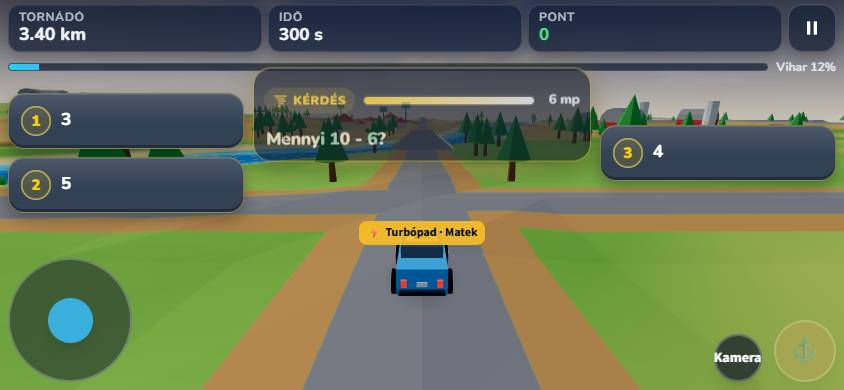 TORNÁDÓ
3.40 km
IDŐ
300 s
PONT
0
Vihar 12%
KÉRDÉS
6 mp
Mennyi 10 - 6?
1 3
2 5
3 4
Turbópad · Matek
Kamera